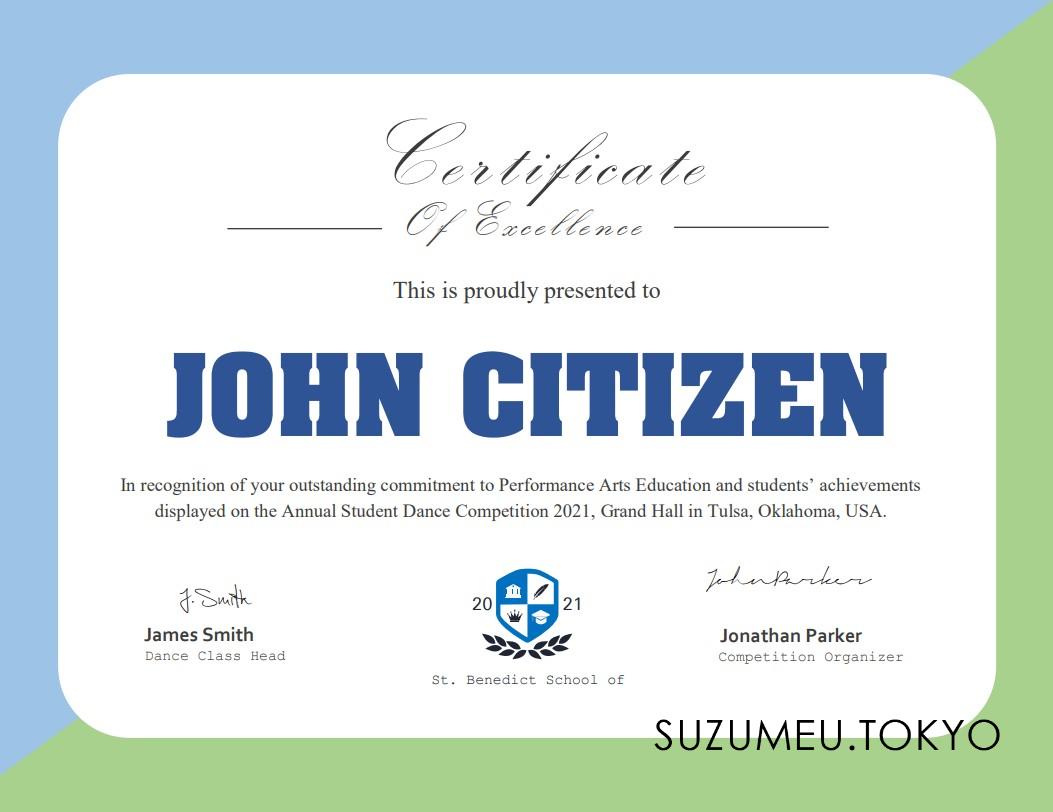 Certificate
Of Excellence
This is proudly presented to
JOHN CITIZEN
In recognition of your outstanding commitment to Performance Arts Education and students’ achievements
displayed on the Annual Student Dance Competition 2021, Grand Hall in Tulsa, Oklahoma, USA.
J. Smith
James Smith
Dance Class Head
20 21
St. Benedict School of
John Parker
Jonathan Parker
Competition Organizer
SUZUMEU.TOKYO